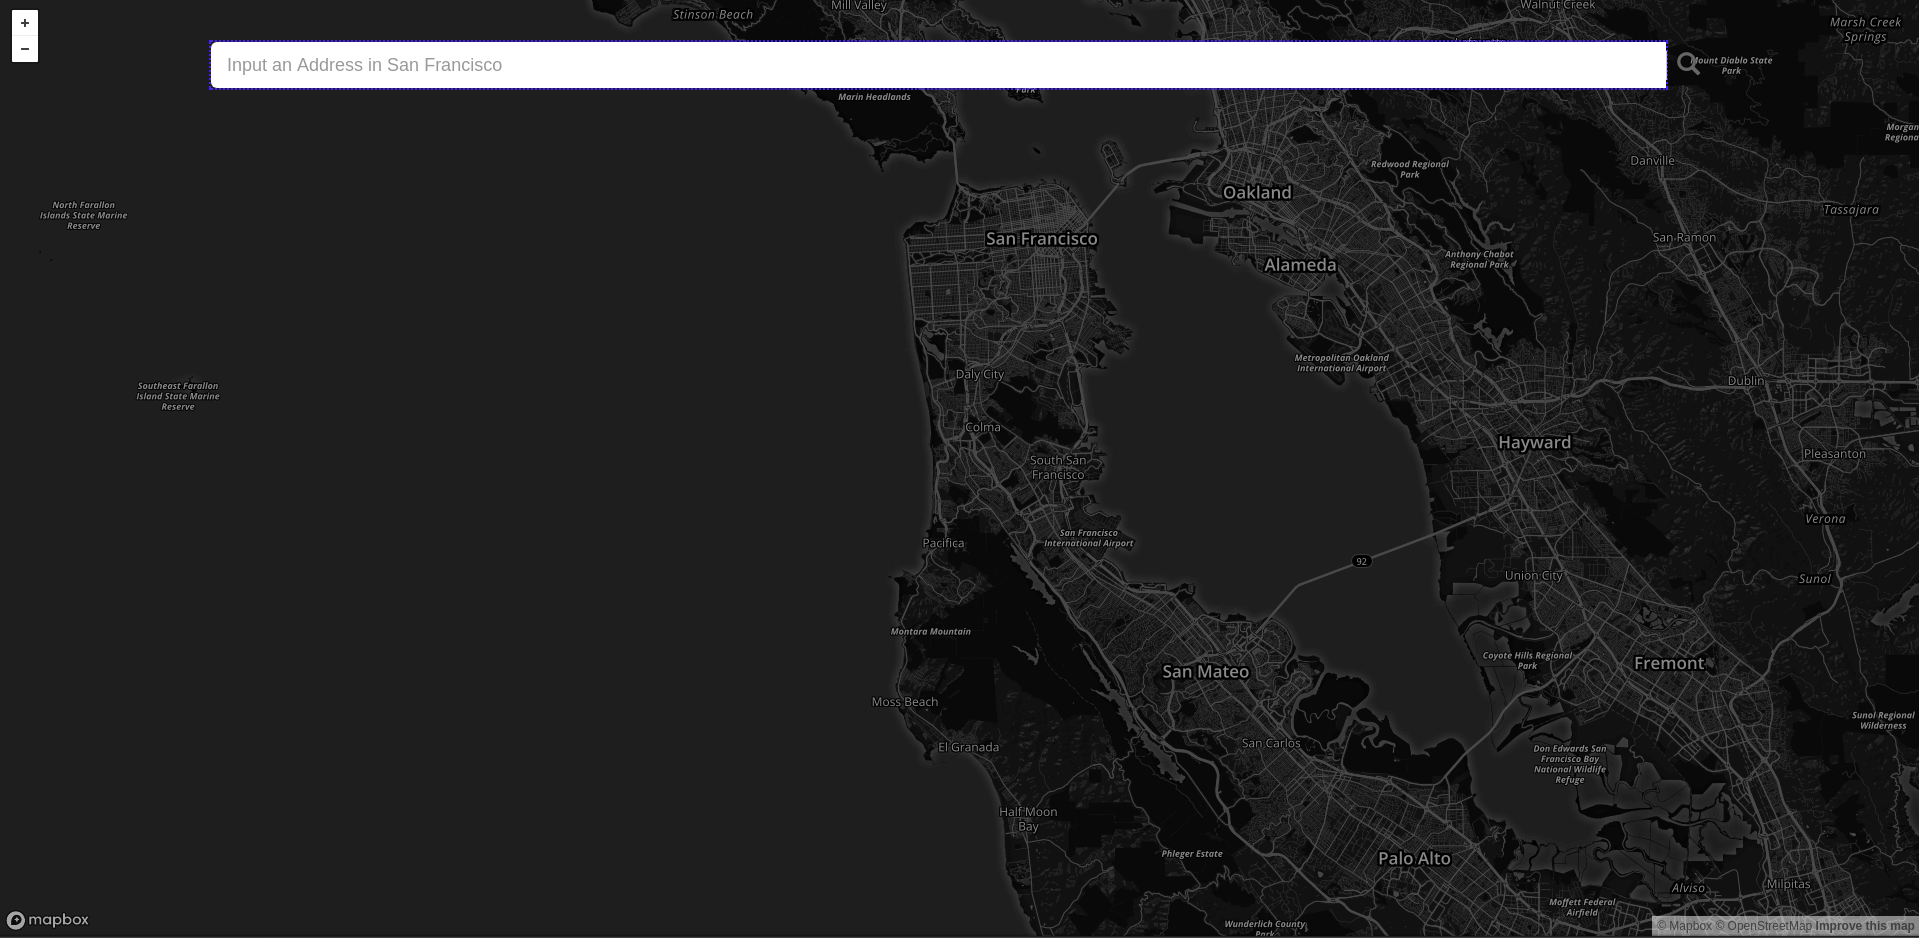 +
−
Stinson Beach
Mill Valley
Walnut Creek
Marsh Creek
Springs
Input an Address in San Francisco
Mount Diablo State
Park
Marin Headlands
Park
Morgan
Regiona
Redwood Regional
Park
Danville
Oakland
North Farallon
Islands State Marine
Reserve
Tassajara
San Francisco
San Ramon
Alameda
Anthony Chabot
Regional Park
Metropolitan Oakland
International Airport
Daly City
Dublin
Southeast Farallon
Island State Marine
Reserve
Colma
Hayward
Pleasanton
South San
Francisco
Verona
San Francisco
International Airport
Pacifica
92
Union City
Sunol
Montara Mountain
Coyote Hills Regional
Park
Fremont
San Mateo
Moss Beach
Sunol Regional
Wilderness
El Granada
San Carlos
Don Edwards San
Francisco Bay
National Wildlife
Refuge
Half Moon
Bay
Phleger Estate
Palo Alto
Alviso
Milpitas
Moffett Federal
Airfield
Wunderlich County
Park
mapbox
© Mapbox © OpenStreetMap Improve this map